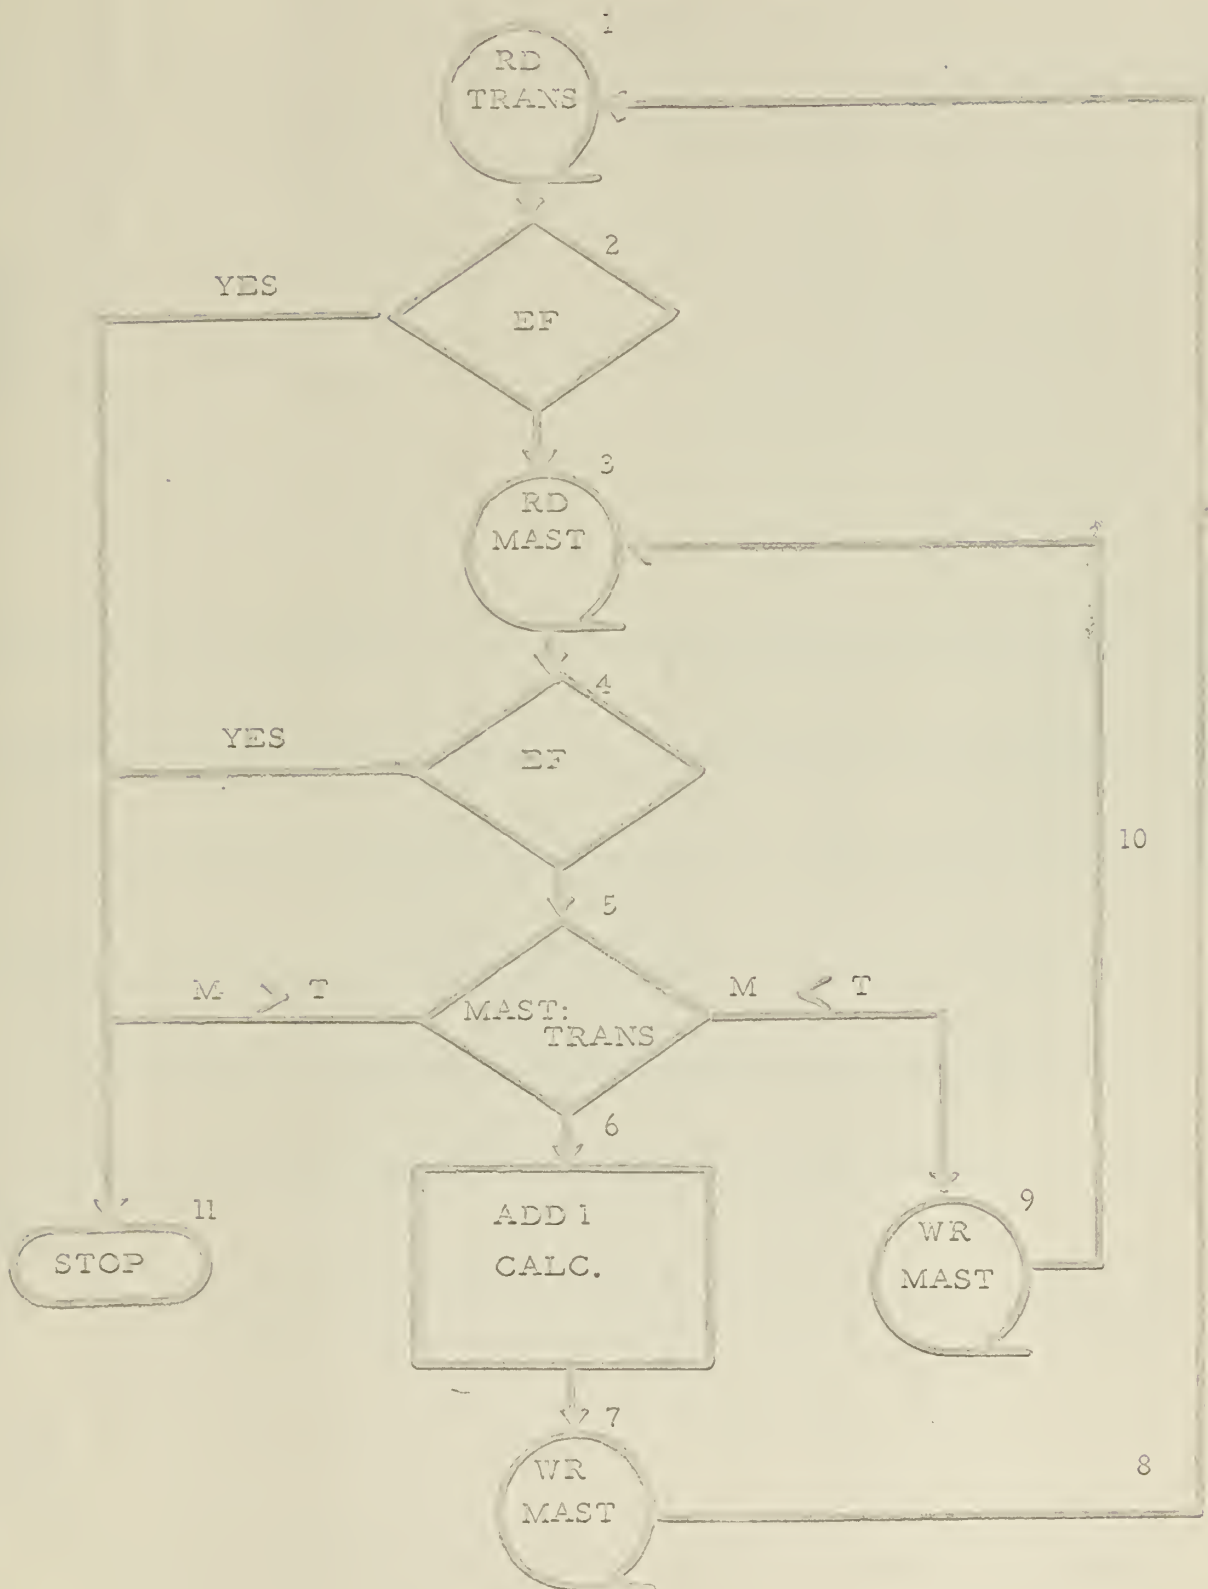 1
RD
TRANS
2
YES
EF
3
RD
MAST
4
YES
EF
10
5
M > T
MAST:
TRANS
M < T
6
11
STOP
ADD 1
CALC.
9
WR
MAST
7
WR
MAST
8